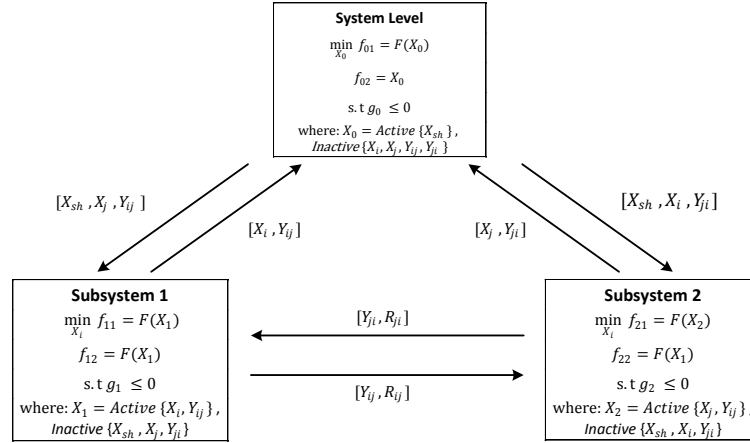 System Level
min f₀₁ = F(X₀)
X₀
f₀₂ = X₀
s.t g₀ ≤ 0
where: X₀ = Active {Xₛₕ} ,
Inactive {Xᵢ, Xⱼ, Yᵢⱼ, Yⱼᵢ }
[Xₛₕ , Xⱼ , Yᵢⱼ ]
[Xᵢ , Yᵢⱼ]
[Xⱼ , Yⱼᵢ]
[Xₛₕ , Xᵢ , Yⱼᵢ]
Subsystem 1
min f₁₁ = F(X₁)
Xᵢ
f₁₂ = F(X₁)
s.t g₁ ≤ 0
where: X₁ = Active {Xᵢ, Yᵢⱼ} ,
Inactive {Xₛₕ, Xⱼ, Yⱼᵢ}
[Yⱼᵢ, Rⱼᵢ]
[Yᵢⱼ, Rᵢⱼ]
Subsystem 2
min f₂₁ = F(X₂)
Xᵢ
f₂₂ = F(X₁)
s.t g₂ ≤ 0
where: X₂ = Active {Xⱼ, Yᵢⱼ} ,
Inactive {Xₛₕ, Xᵢ, Yⱼᵢ}